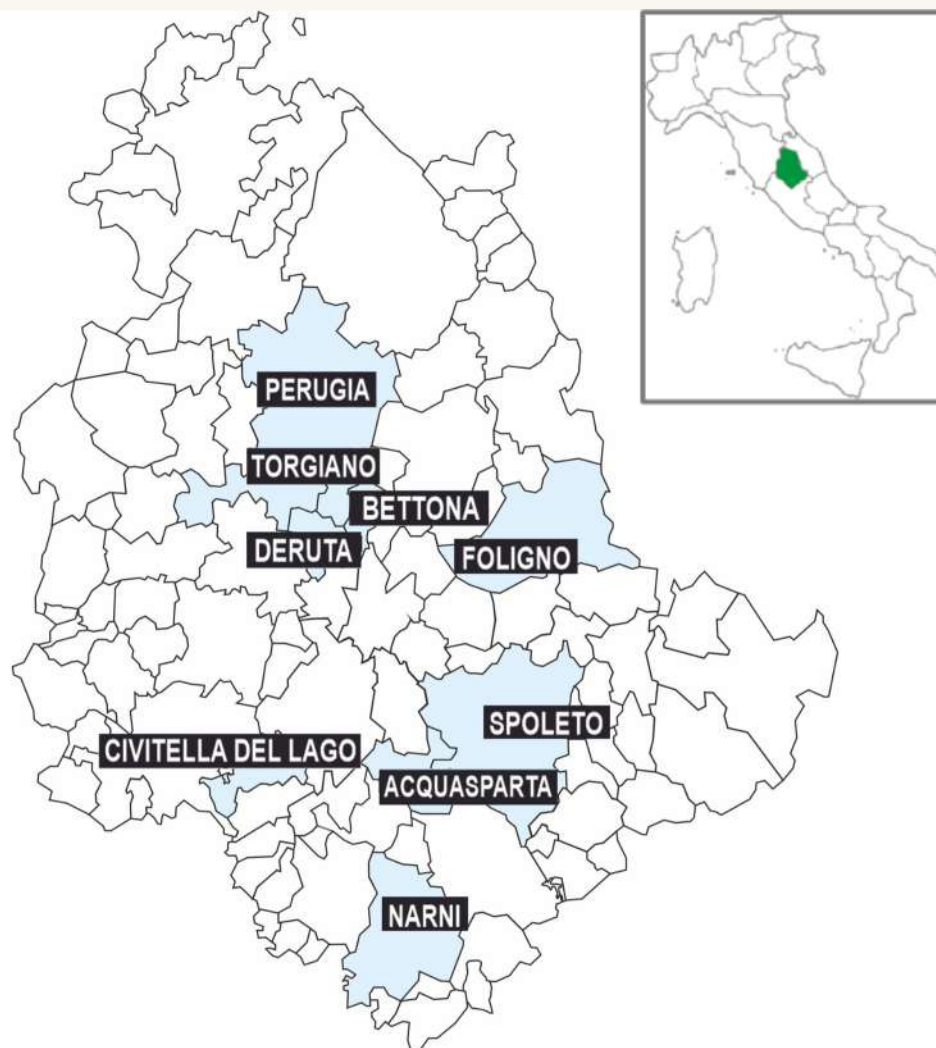 PERUGIA
TORGIANO
BETTONA
DERUTA
FOLIGNO
SPOLETO
CIVITELLA DEL LAGO
ACQUASPARTA
NARNI